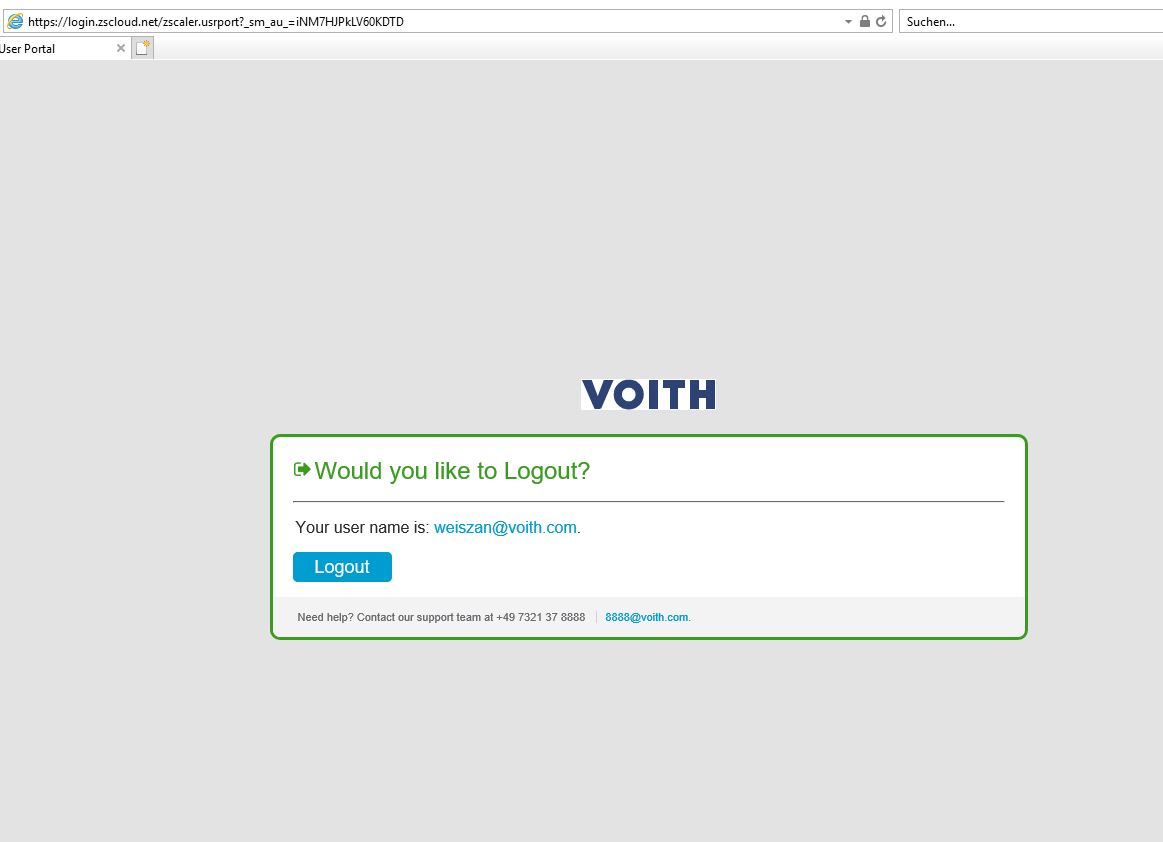 https://login.zscloud.net/zscaler.usrport?_sm_au_=iNM7HJPkLV60KDTD
Suchen...
User Portal
VOITH
Would you like to Logout?
Your user name is: weiszan@voith.com.
Logout
Need help? Contact our support team at +49 7321 37 8888 | 8888@voith.com.